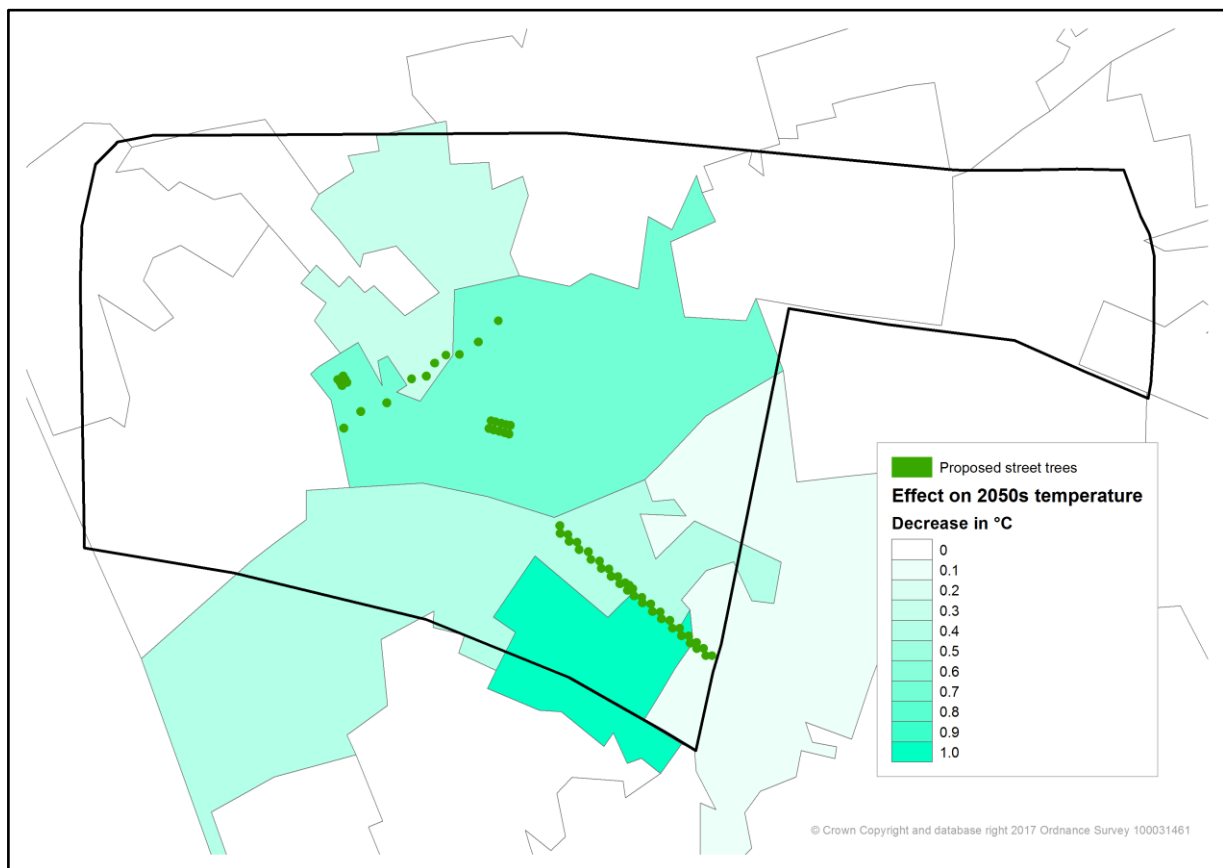 Proposed street trees
Effect on 2050s temperature
Decrease in °C
0
0.1
0.2
0.3
0.4
0.5
0.6
0.7
0.8
0.9
1.0
© Crown Copyright and database right 2017 Ordnance Survey 100031461